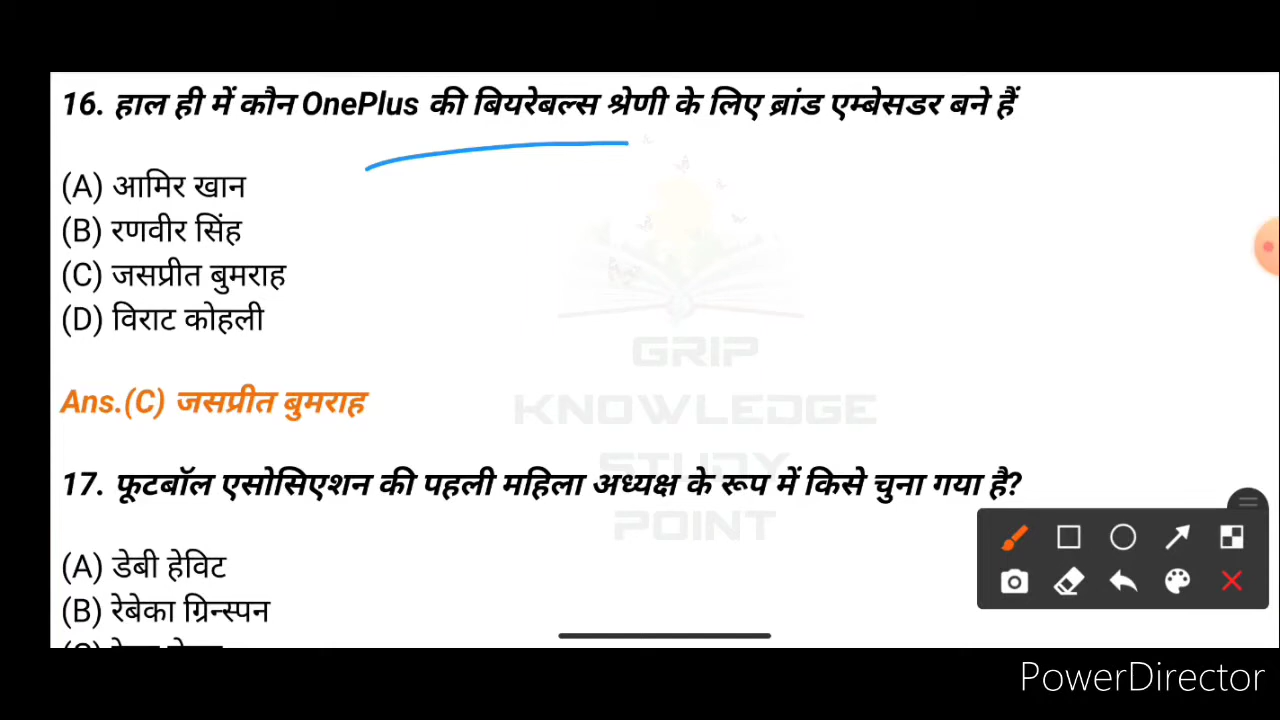 16. हाल ही में कौन OnePlus की बियरेबल्स श्रेणी के लिए ब्रांड एम्बेसडर बने हैं
(A) आमिर खान
(B) रणवीर सिंह
(C) जसप्रीत बुमराह
(D) विराट कोहली
GRIP
Ans.(C) जसप्रीत बुमराह
KNOWLEDGE
STUDY
17. फूटबॉल एसोसिएशन की पहली महिला अध्यक्ष के रूप में किसे चुना गया है?
POINT
(A) डेबी हेविट
(B) रेबेका ग्रिन्स्पन
PowerDirector